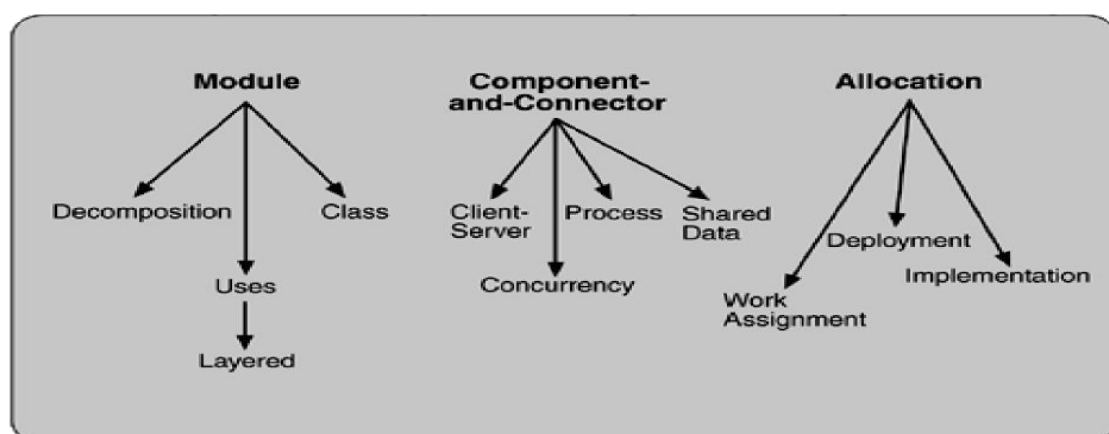 Module
Component-
and-Connector
Allocation
Decomposition
Class
Client-
Server
Process
Shared
Data
Deployment
Uses
Concurrency
Implementation
Work
Assignment
Layered